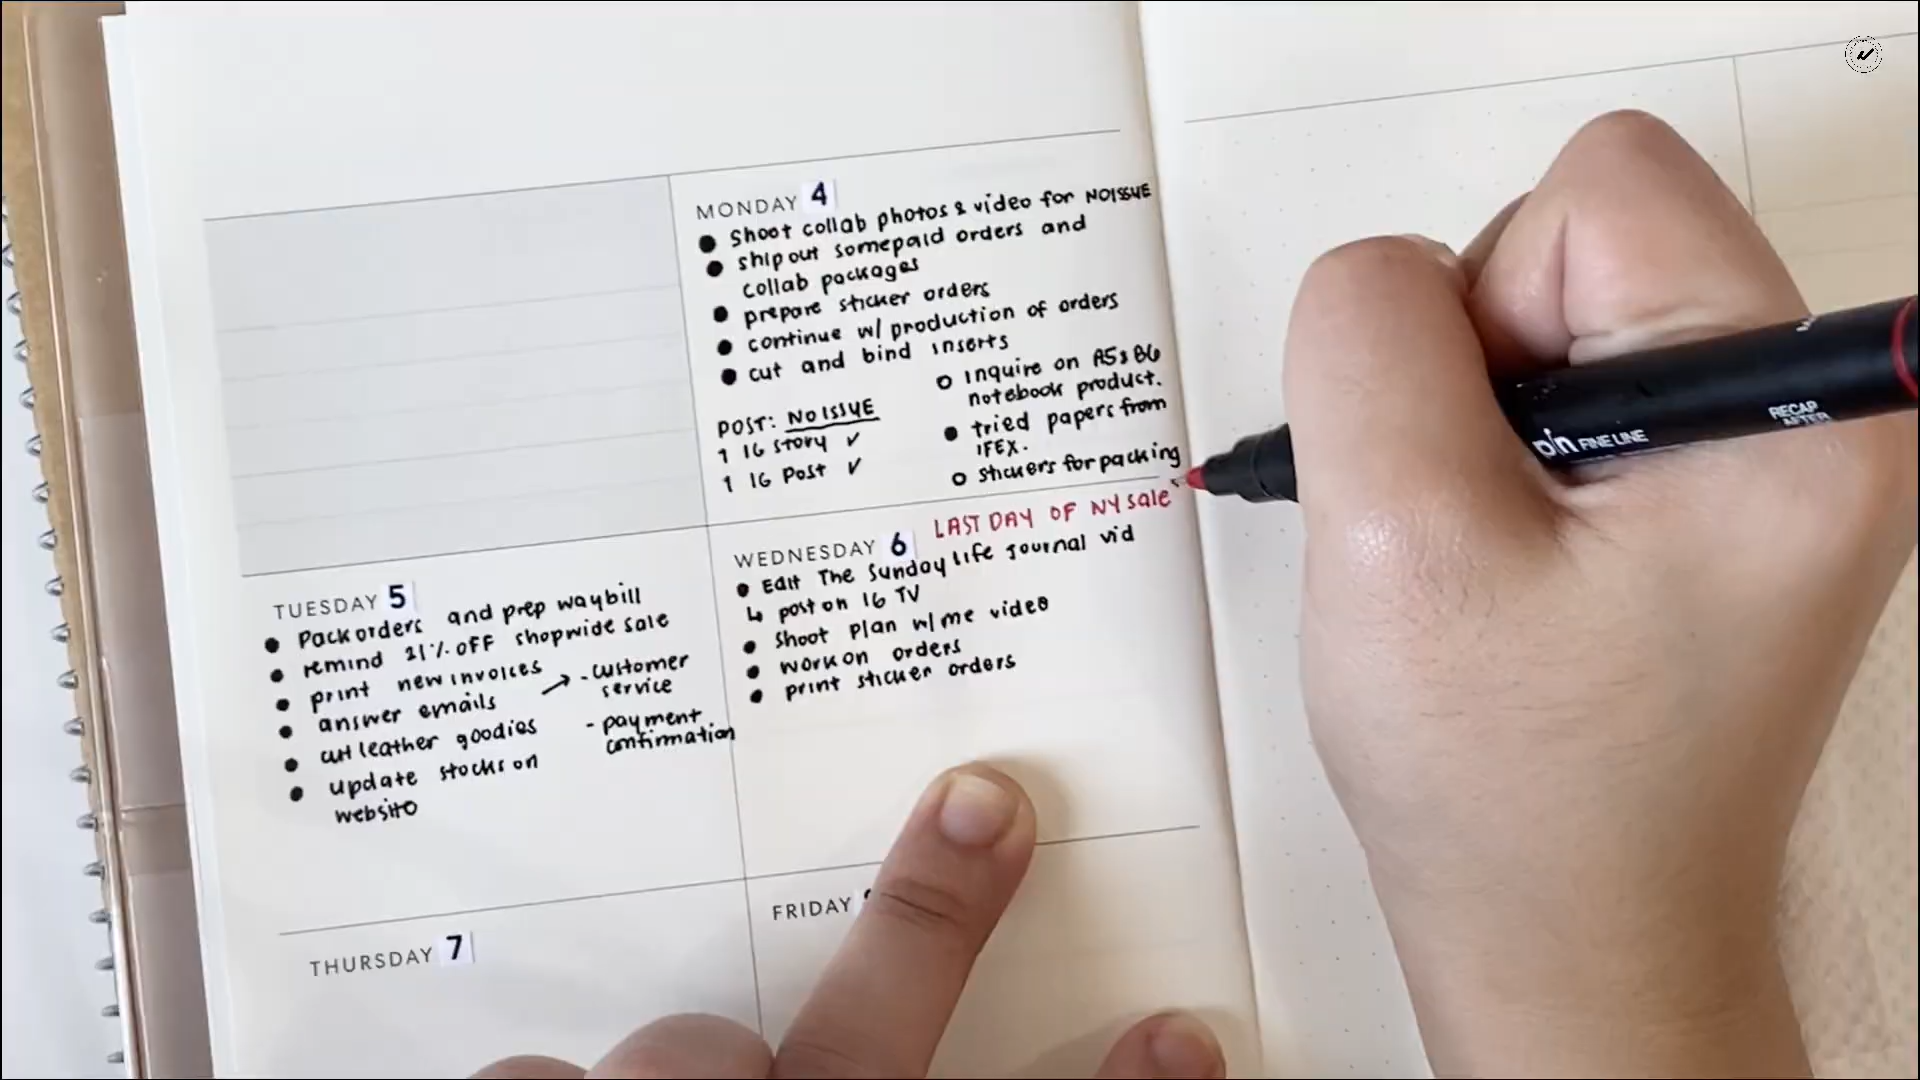 MONDAY 4
● Shoot collab photos & video for NOISSUE
● ship out some paid orders and
collab packages
● prepare sticker orders
● continue w/ production of orders
● cut and bind inserts
POST: NOISSUE
1 IG Story ✓
1 IG Post ✓
○ inquire on A5 & B6
notebook product.
● tried papers from
IFEX.
○ stickers for packing
TUESDAY 5
● Pack orders and prep waybill
● remind 21% OFF shopwide sale
● print new invoices
● answer emails → - customer
service
- payment
confirmation
● cut leather goodies
● update stocks on
website
WEDNESDAY 6 LAST DAY OF NY sale
● Edit The Sunday life Journal vid
↳ post on IG TV
● Shoot plan w/ me video
● work on orders
● print sticker orders
THURSDAY 7
FRIDAY
FINE LINE
RECAP
AFTER